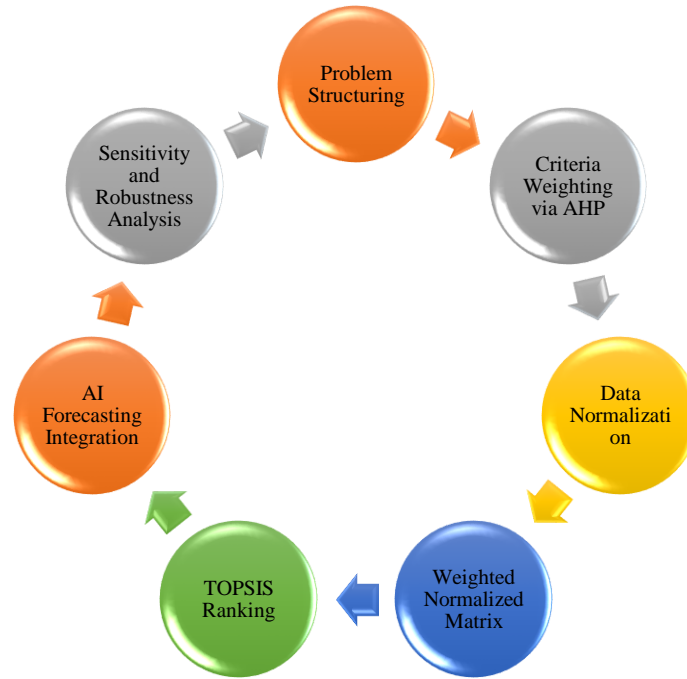 Problem
Structuring
Criteria
Weighting
via AHP
Data
Normalizati
on
Weighted
Normalized
Matrix
TOPSIS
Ranking
AI
Forecasting
Integration
Sensitivity
and
Robustness
Analysis